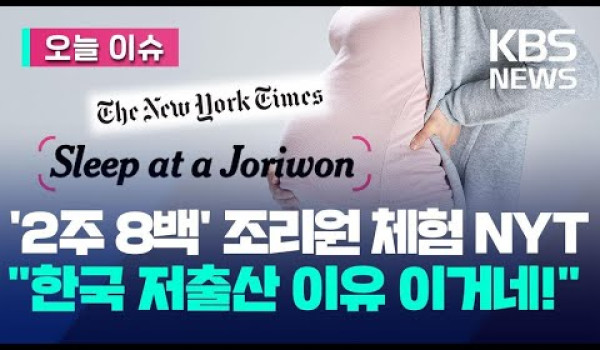 오늘 이슈
KBS
NEWS
The New York Times
Sleep at a Joriwon
'2주 8백' 조리원 체험 NYT
"한국 저출산 이유 이거네!"